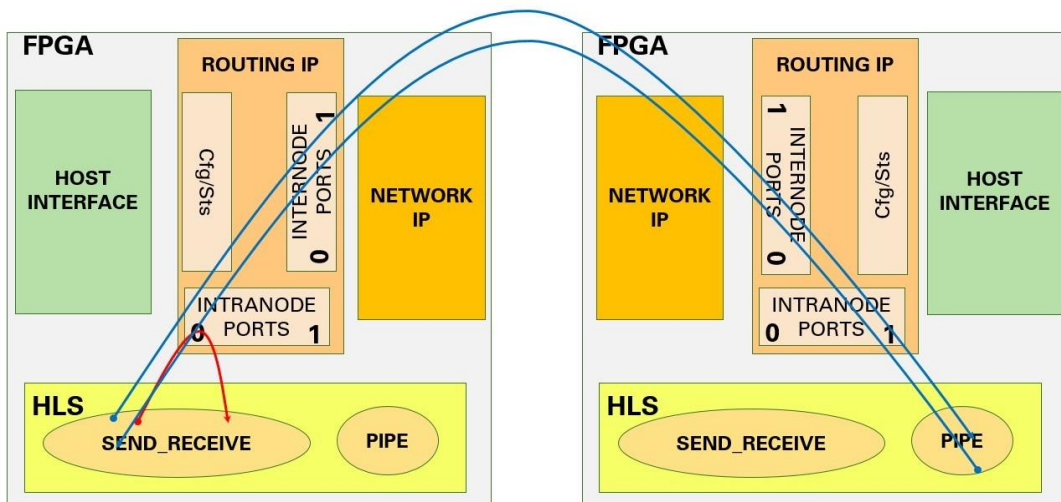 FPGA
ROUTING IP
HOST
INTERFACE
Cfg/Sts
INTERNODE
PORTS
1
0
NETWORK
IP
INTRANODE
PORTS
0
1
HLS
SEND_RECEIVE
PIPE
FPGA
ROUTING IP
NETWORK
IP
1
INTERNODE
PORTS
0
Cfg/Sts
HOST
INTERFACE
INTRANODE
PORTS
0
1
HLS
SEND_RECEIVE
PIPE